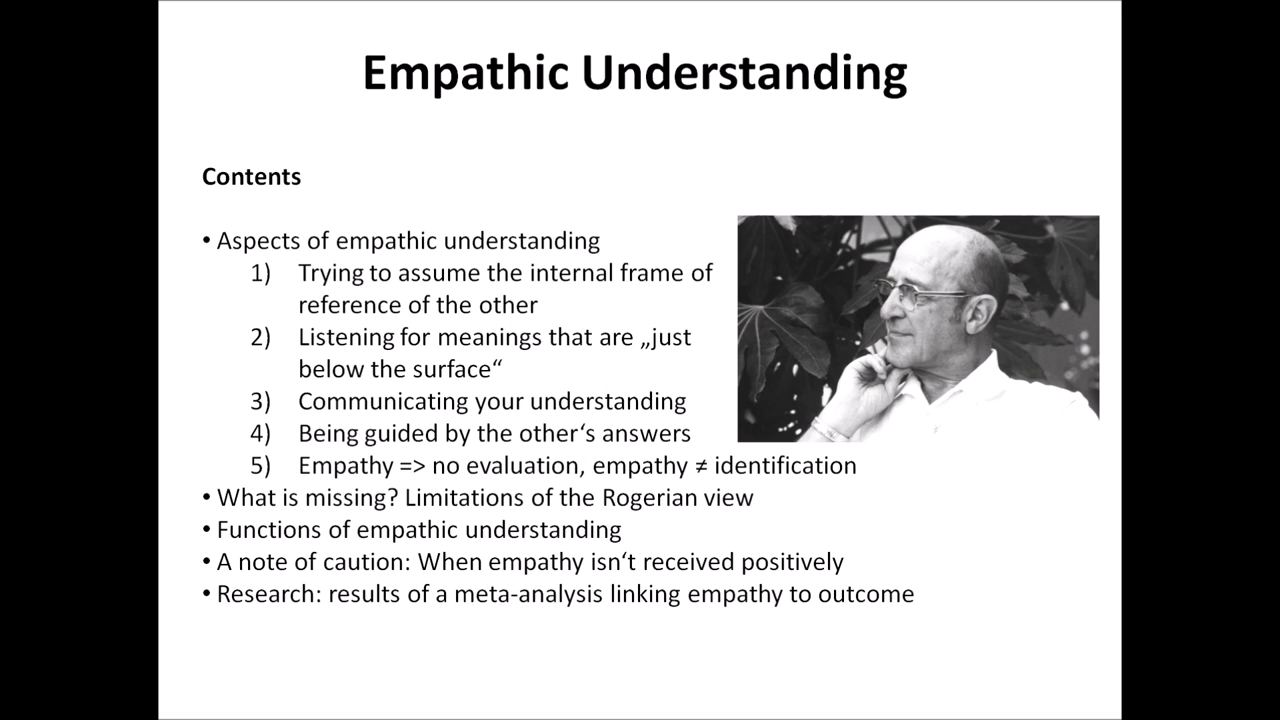 Empathic Understanding
Contents
• Aspects of empathic understanding
1) Trying to assume the internal frame of
reference of the other
2) Listening for meanings that are „just
below the surface“
3) Communicating your understanding
4) Being guided by the other‘s answers
5) Empathy => no evaluation, empathy ≠ identification
• What is missing? Limitations of the Rogerian view
• Functions of empathic understanding
• A note of caution: When empathy isn‘t received positively
• Research: results of a meta-analysis linking empathy to outcome